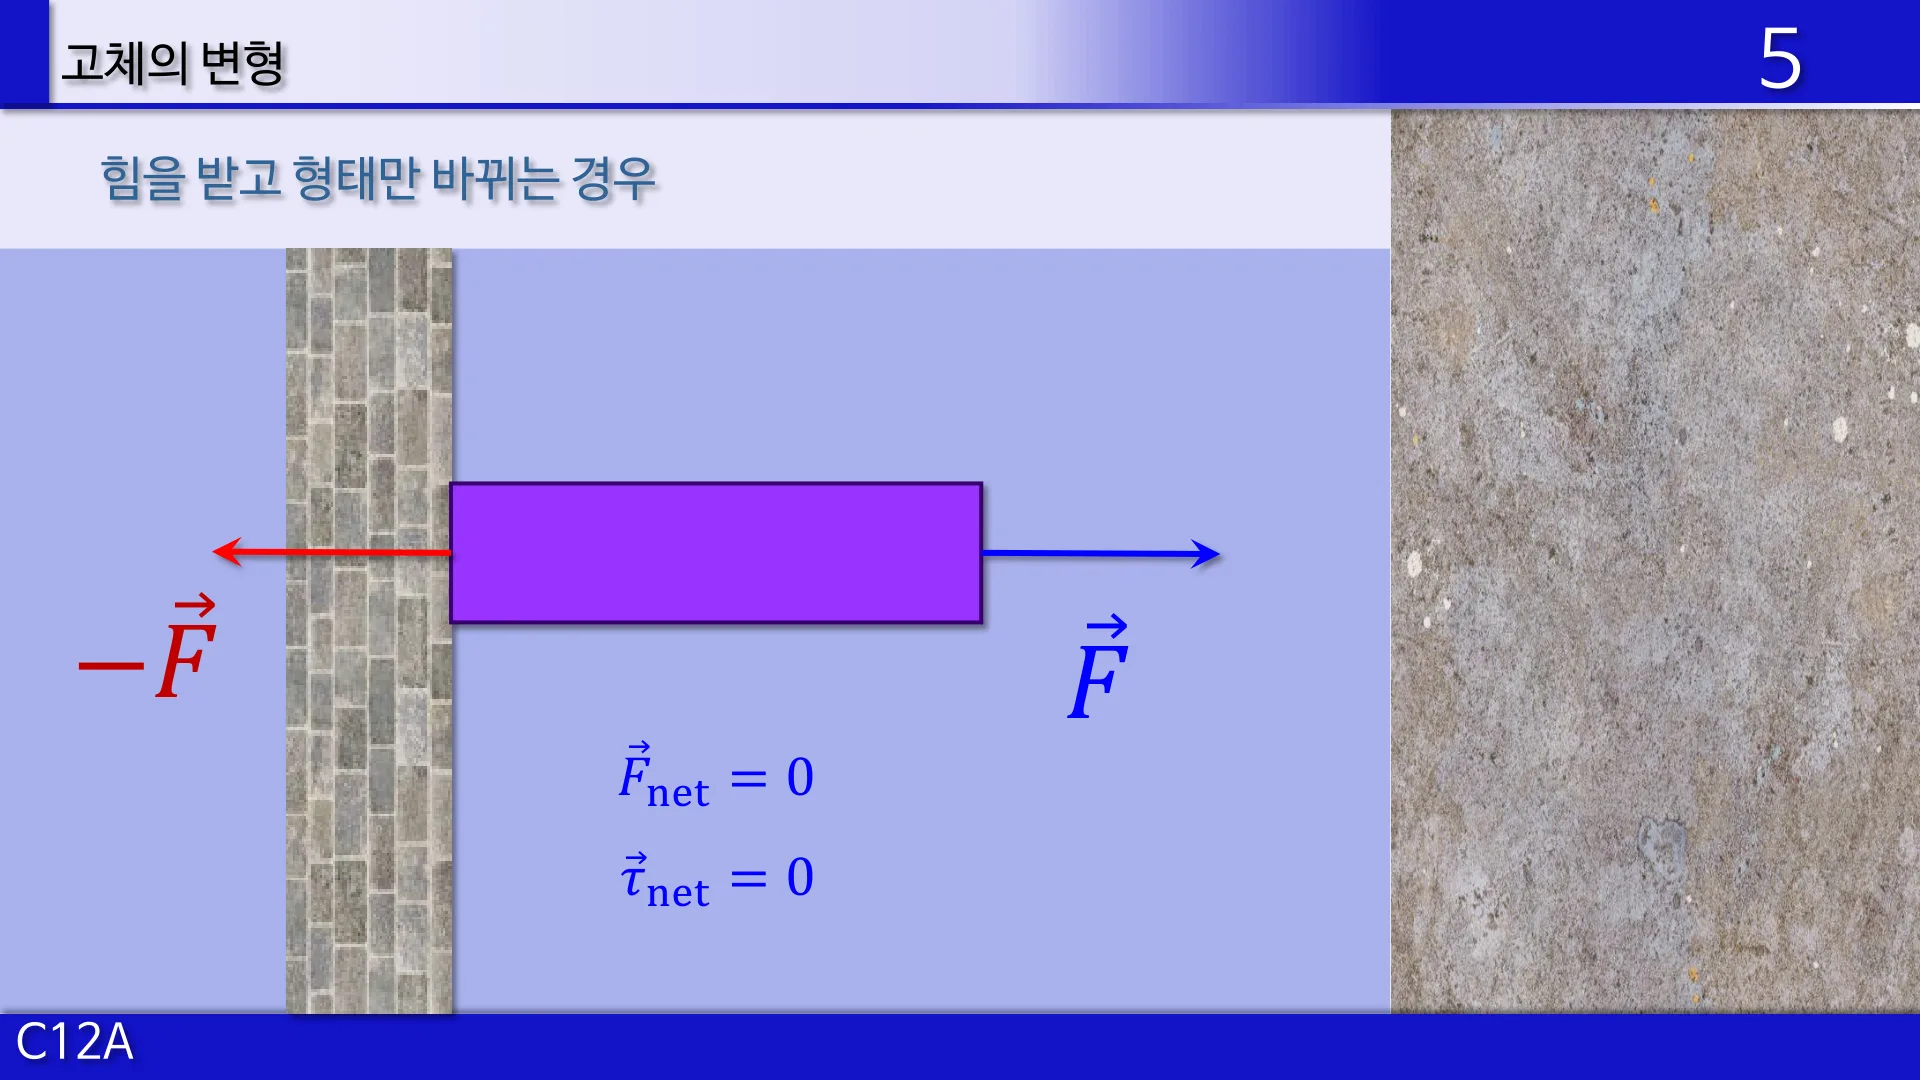 고체의 변형
5
힘을 받고 형태만 바뀌는 경우
−F⃗
F⃗
F⃗net = 0
τ⃗net = 0
C12A